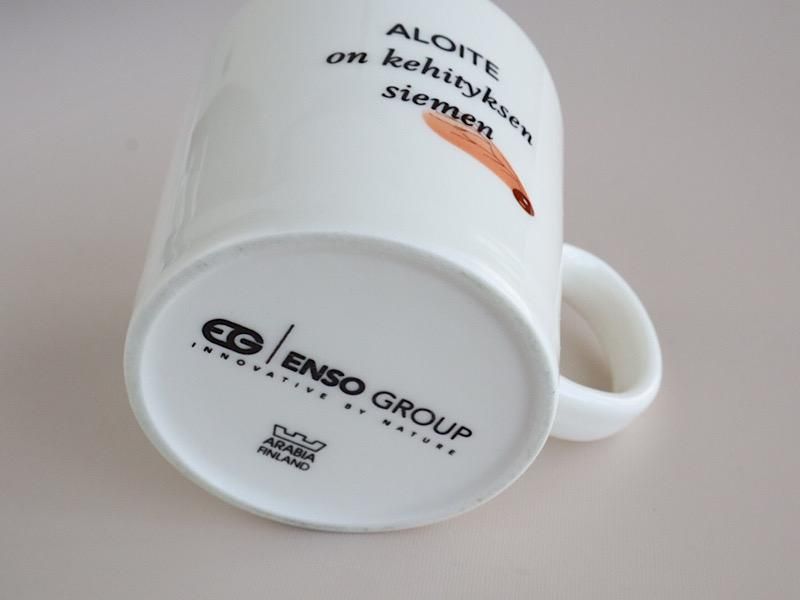 ALOITE
on kehityksen
siemen
EG | ENSO GROUP
INNOVATIVE BY NATURE
ARABIA
FINLAND